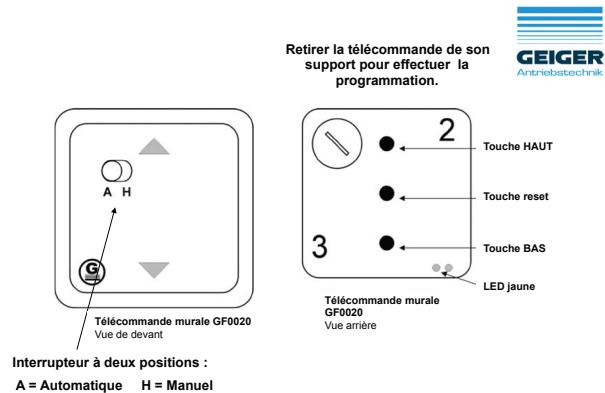 GEIGER
Antriebstechnik
Retirer la télécommande de son
support pour effectuer la
programmation.
A H
G
Télécommande murale GF0020
Vue de devant
Interrupteur à deux positions :
A = Automatique H = Manuel
2
3
Touche HAUT
Touche reset
Touche BAS
LED jaune
Télécommande murale
GF0020
Vue arrière